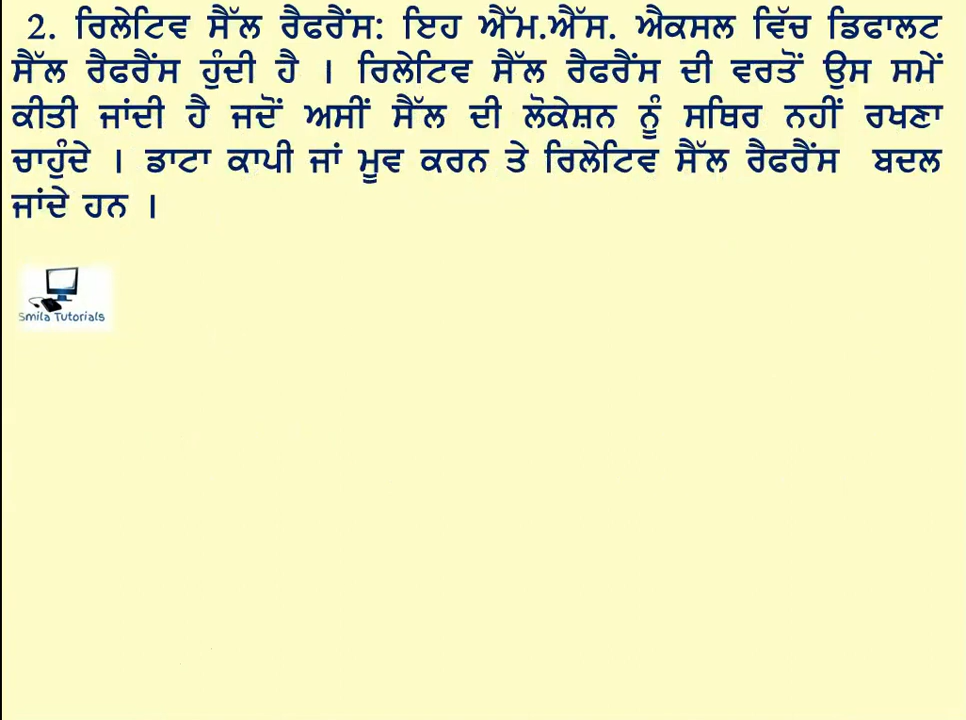 2. ਰਿਲੇਟਿਵ ਸੈੱਲ ਰੈਫਰੈਂਸ: ਇਹ ਐੱਮ.ਐੱਸ. ਐਕਸਲ ਵਿੱਚ ਡਿਫਾਲਟ
ਸੈੱਲ ਰੈਫਰੈਂਸ ਹੁੰਦੀ ਹੈ । ਰਿਲੇਟਿਵ ਸੈੱਲ ਰੈਫਰੈਂਸ ਦੀ ਵਰਤੋਂ ਉਸ ਸਮੇਂ
ਕੀਤੀ ਜਾਂਦੀ ਹੈ ਜਦੋਂ ਅਸੀਂ ਸੈੱਲ ਦੀ ਲੋਕੇਸ਼ਨ ਨੂੰ ਸਥਿਰ ਨਹੀਂ ਰਖਣਾ
ਚਾਹੁੰਦੇ । ਡਾਟਾ ਕਾਪੀ ਜਾਂ ਮੂਵ ਕਰਨ ਤੇ ਰਿਲੇਟਿਵ ਸੈੱਲ ਰੈਫਰੈਂਸ ਬਦਲ
ਜਾਂਦੇ ਹਨ ।
Smila Tutorials